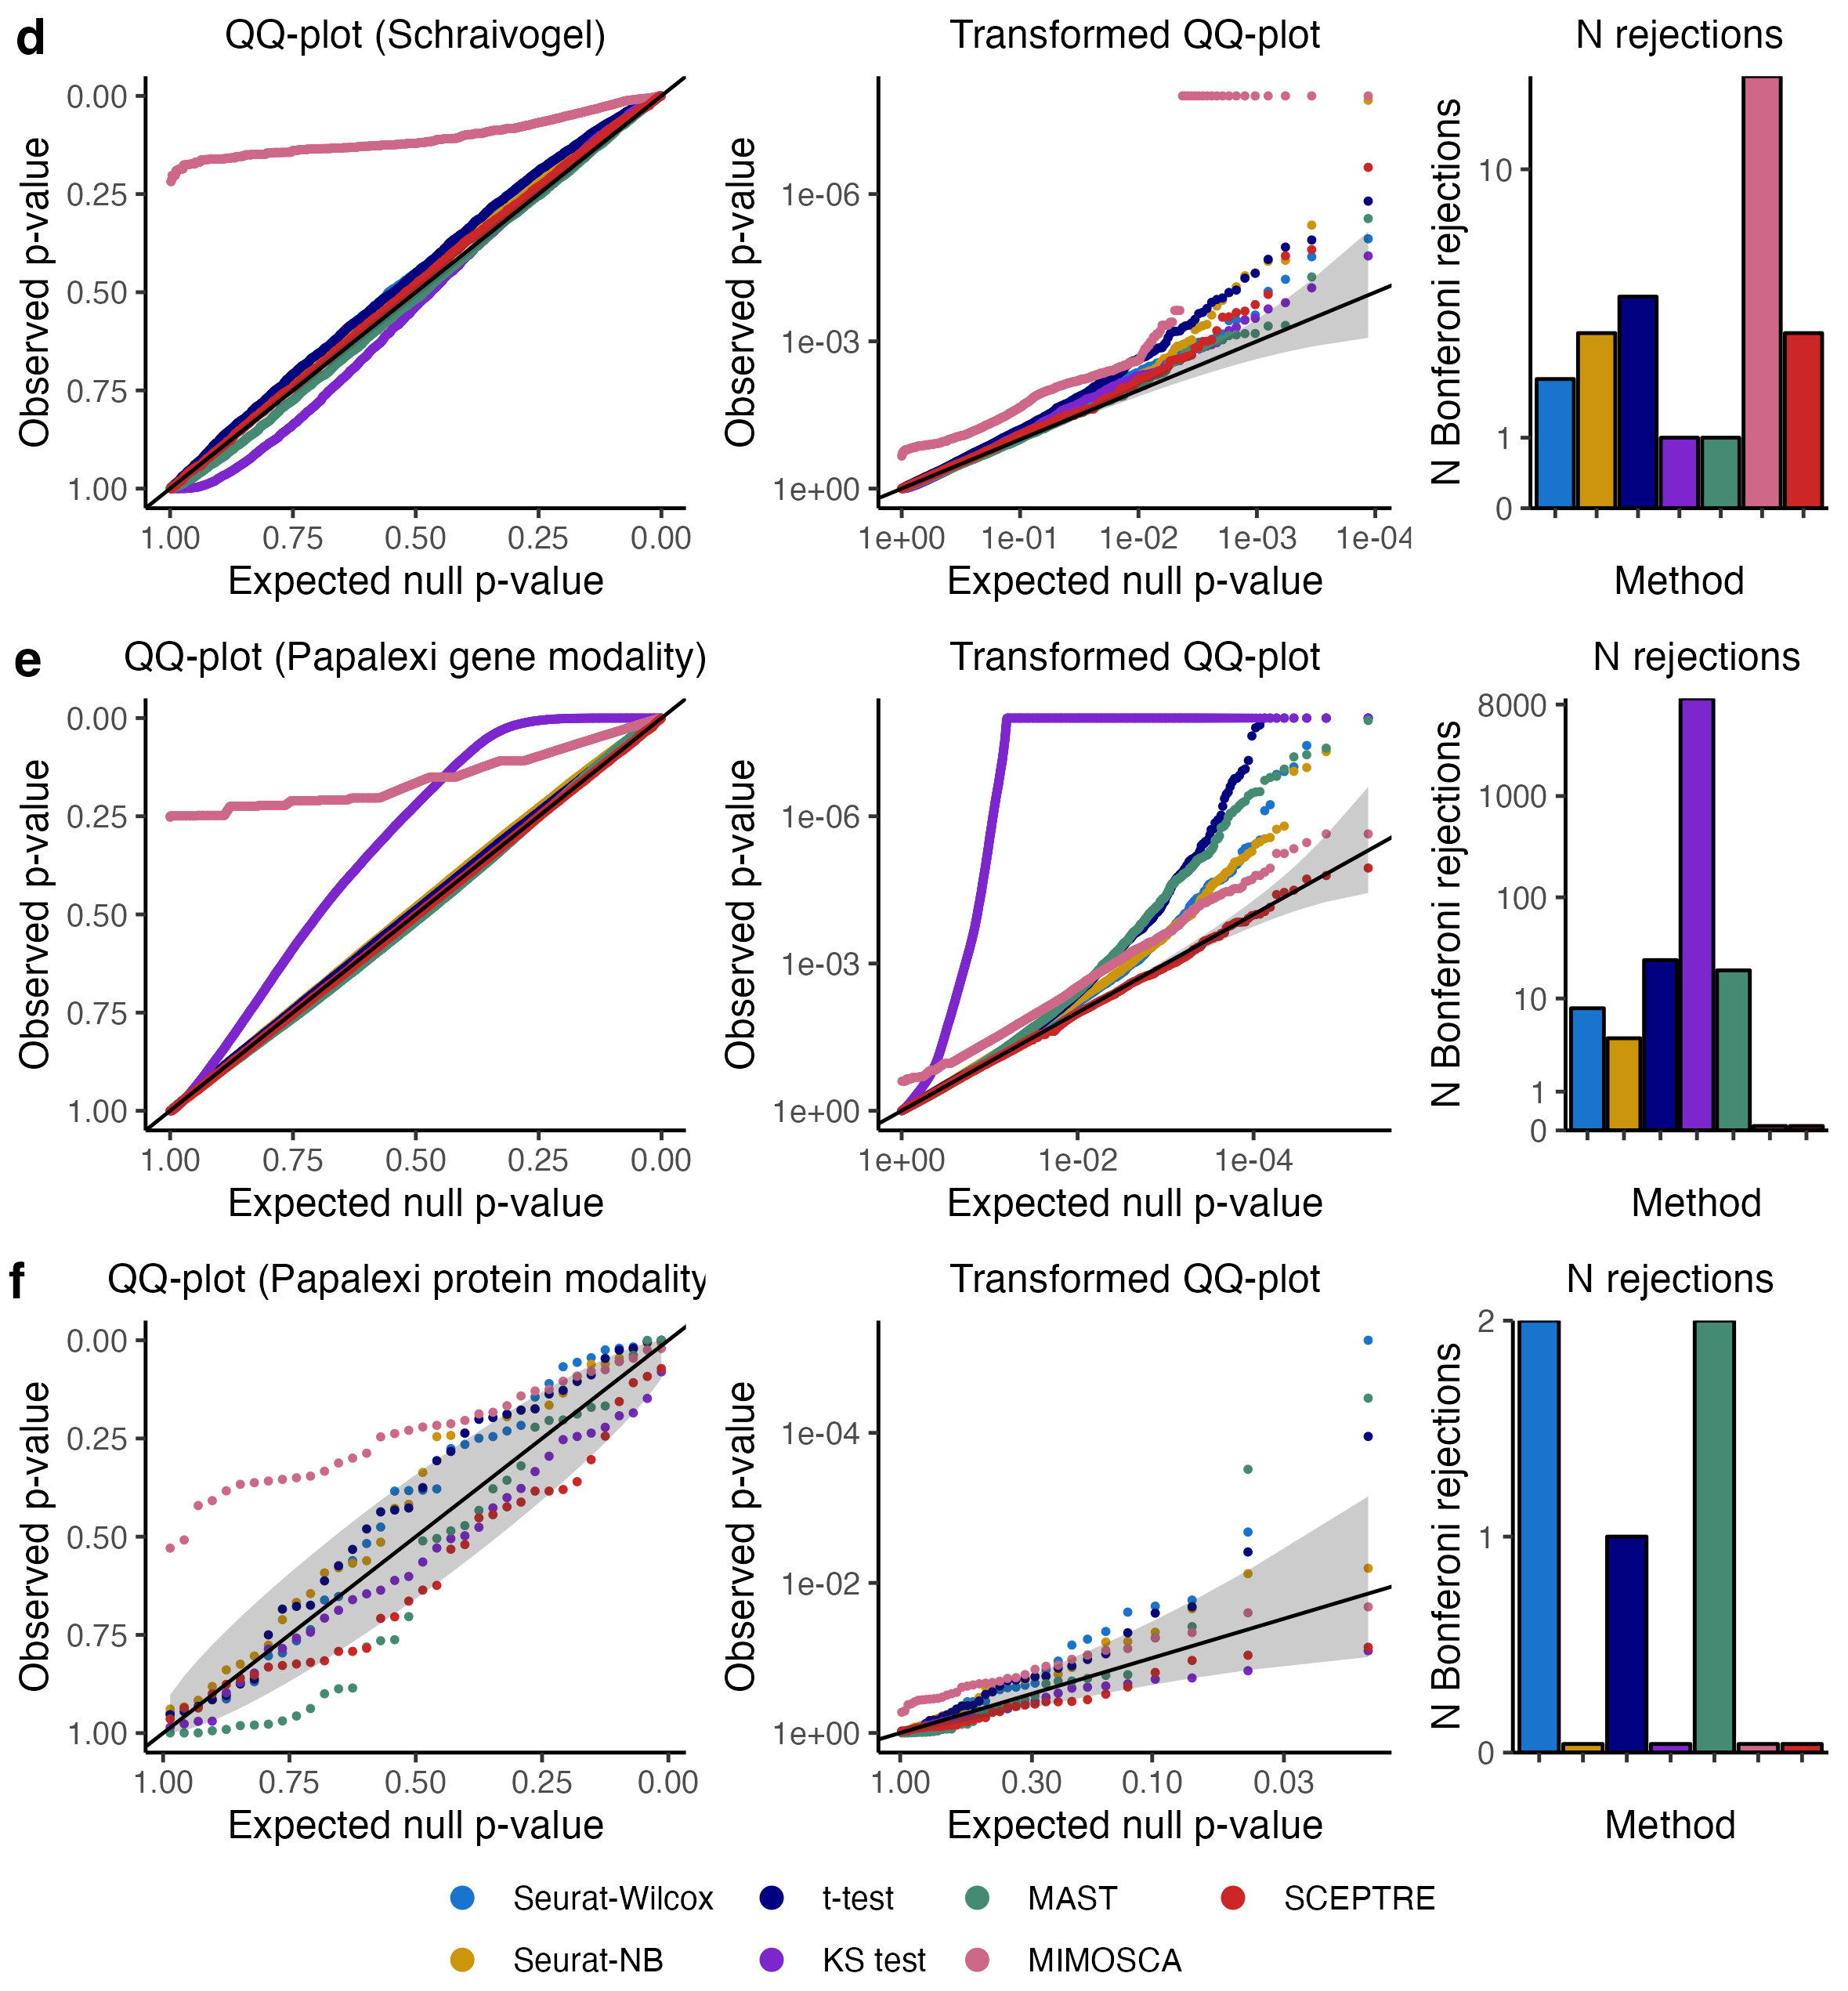 d
QQ-plot (Schraivogel)
Transformed QQ-plot
N rejections
Observed p-value
0.00
0.25
0.50
0.75
1.00
1.00 0.75 0.50 0.25 0.00
Expected null p-value
Observed p-value
1e-06
1e-03
1e+00
1e+00 1e-01 1e-02 1e-03 1e-04
Expected null p-value
N Bonferoni rejections
10
1
0
Method
e
QQ-plot (Papalexi gene modality)
Transformed QQ-plot
N rejections
Observed p-value
0.00
0.25
0.50
0.75
1.00
1.00 0.75 0.50 0.25 0.00
Expected null p-value
Observed p-value
1e-06
1e-03
1e+00
1e+00 1e-02 1e-04
Expected null p-value
N Bonferoni rejections
8000
1000
100
10
1
0
Method
f
QQ-plot (Papalexi protein modality
Transformed QQ-plot
N rejections
Observed p-value
0.00
0.25
0.50
0.75
1.00
1.00 0.75 0.50 0.25 0.00
Expected null p-value
Observed p-value
1e-04
1e-02
1e+00
1.00 0.30 0.10 0.03
Expected null p-value
N Bonferoni rejections
2
1
0
Method
Seurat-Wilcox t-test MAST SCEPTRE
Seurat-NB KS test MIMOSCA